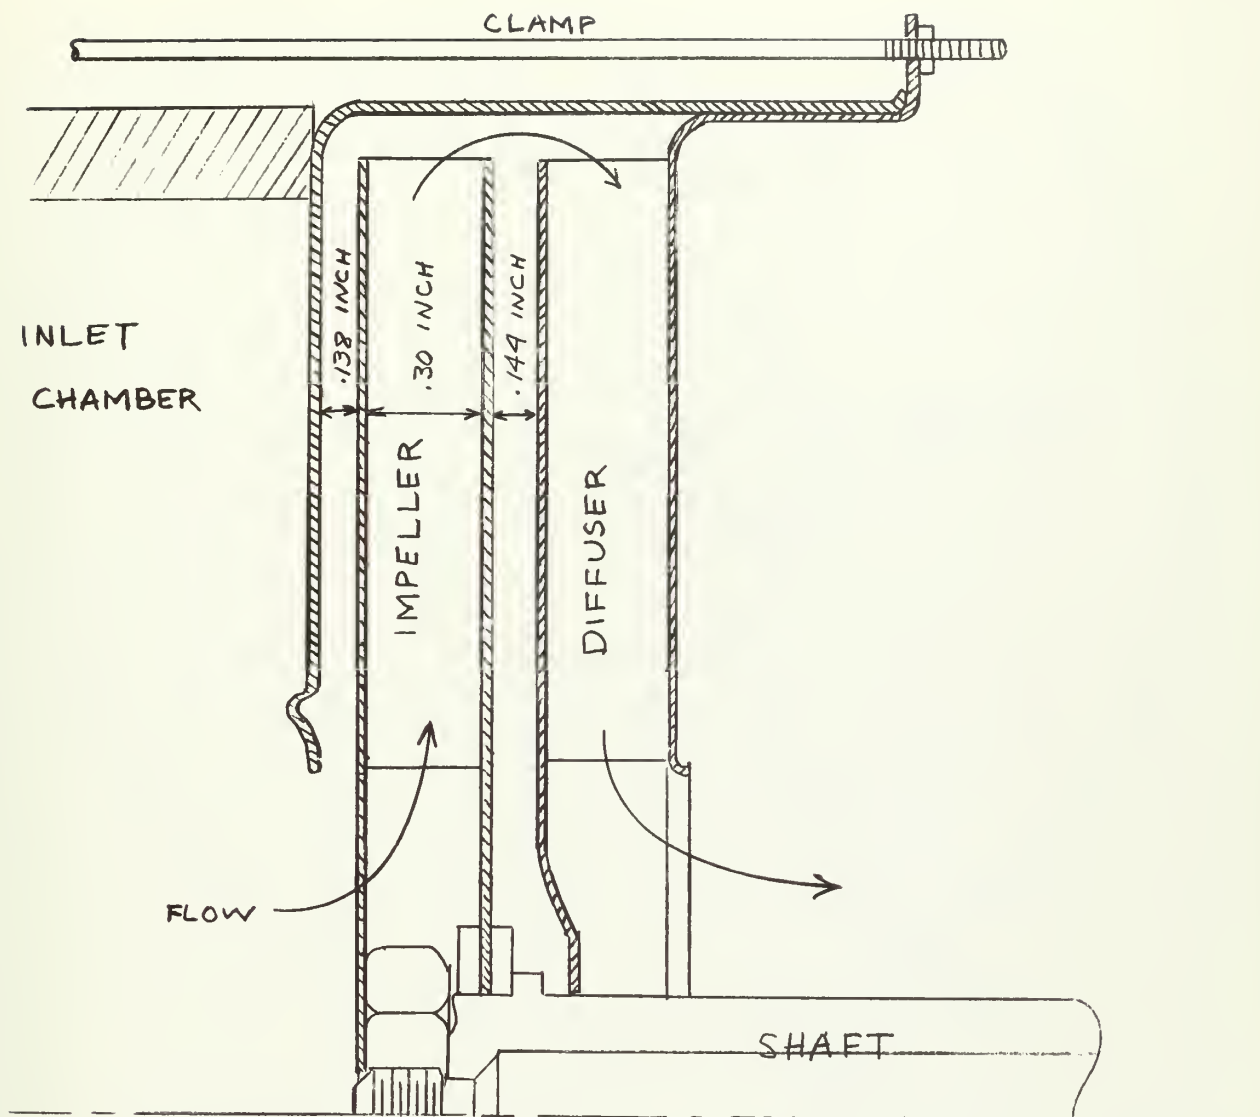 CLAMP
INLET
CHAMBER
.138 INCH
.30 INCH
.144 INCH
IMPELLER
DIFFUSER
FLOW
SHAFT